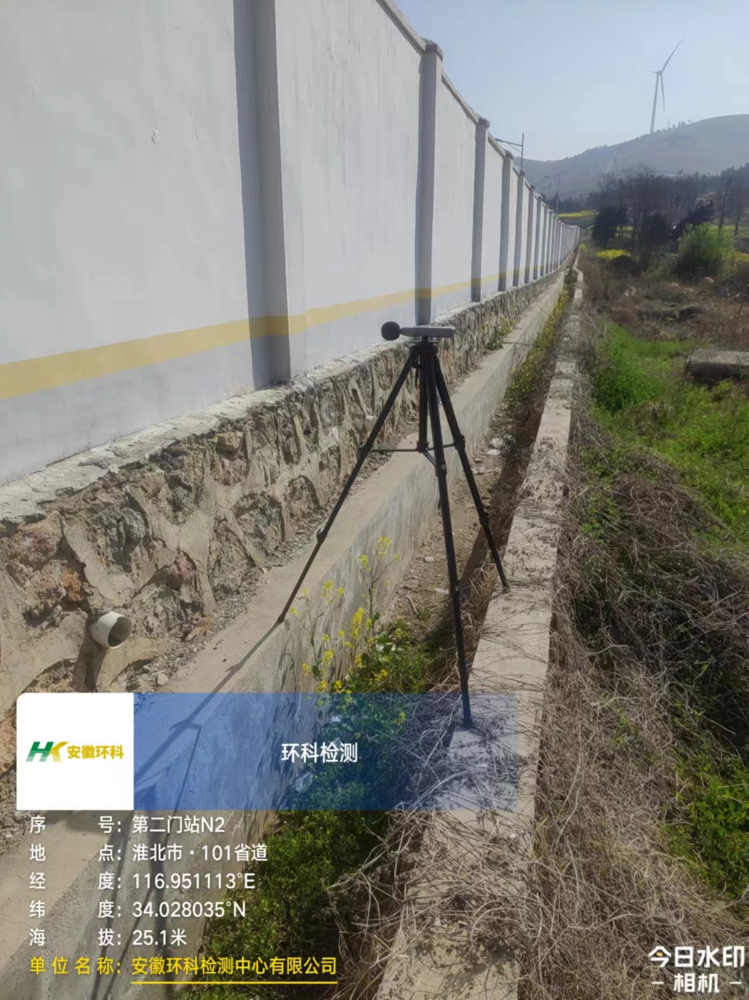 安徽环科
环科检测
序号：第二门站N2
地点：淮北市·101省道
经度：116.951113°E
纬度：34.028035°N
海拔：25.1米
单位名称：安徽环科检测中心有限公司
今日水印
相机